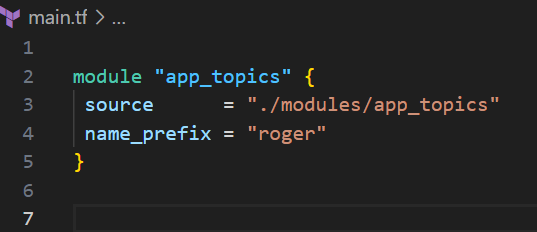 main.tf > ...
1
2 module "app_topics" {
3  source      = "./modules/app_topics"
4  name_prefix = "roger"
5 }
6
7